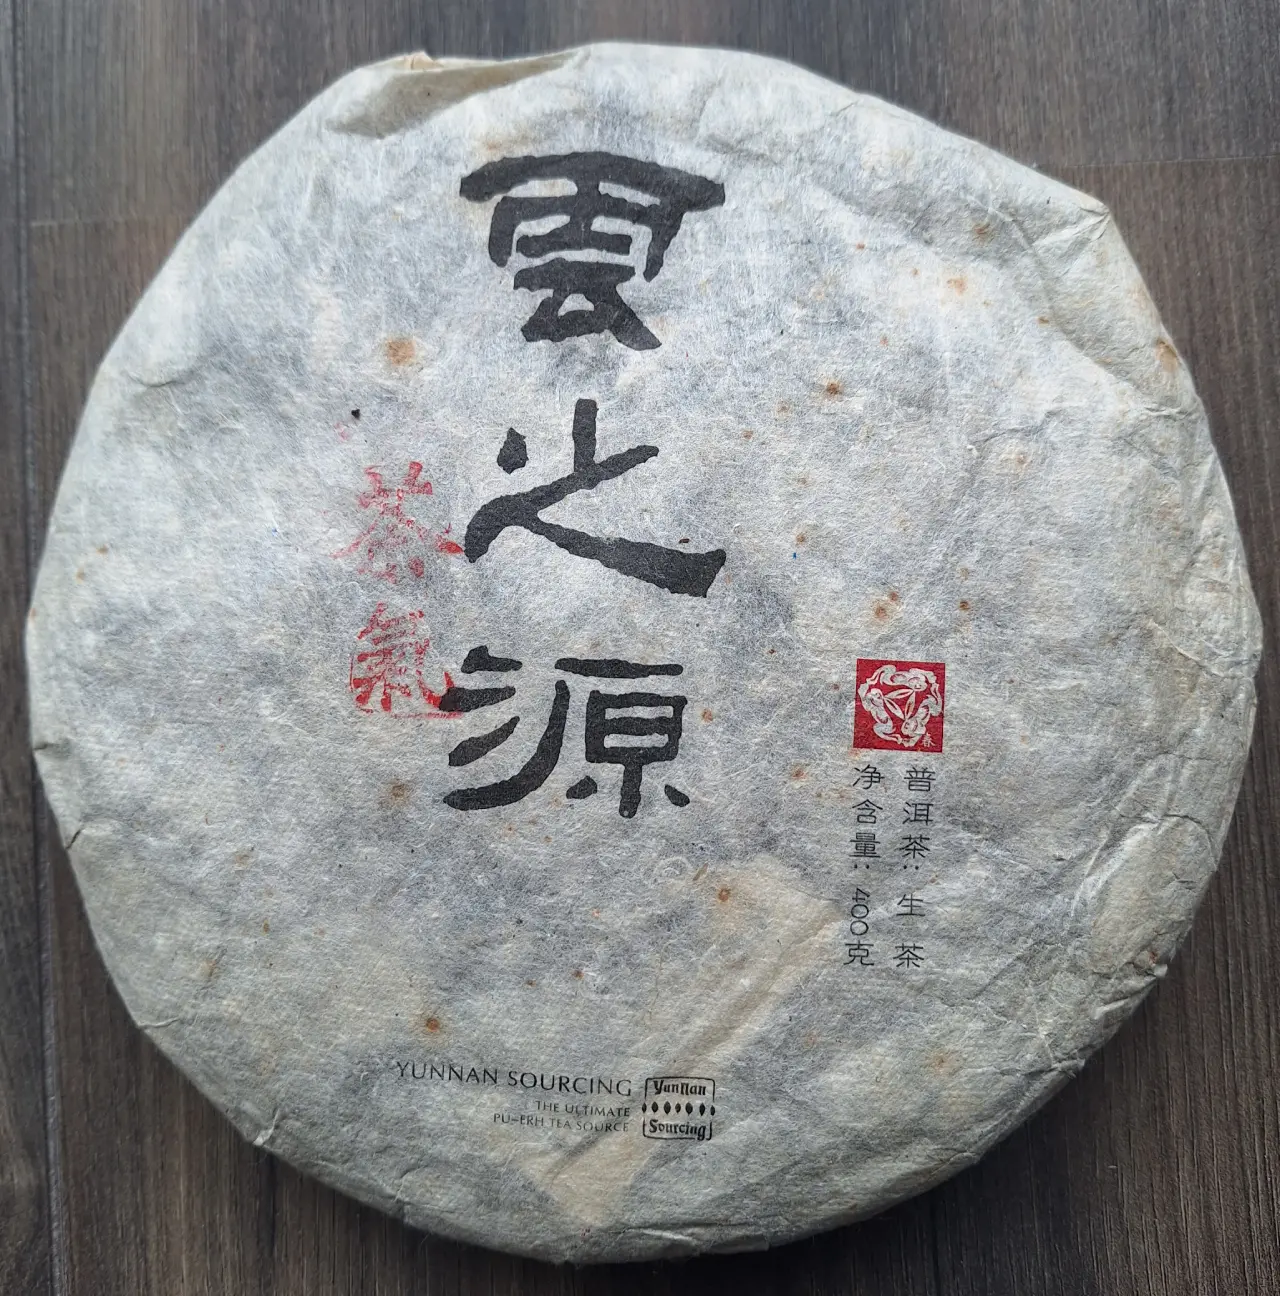 雲之源
茶氣
春
普洱茶：生茶
净含量：400克
YUNNAN SOURCING
THE ULTIMATE
PU-ERH TEA SOURCE
Yunnan
Sourcing